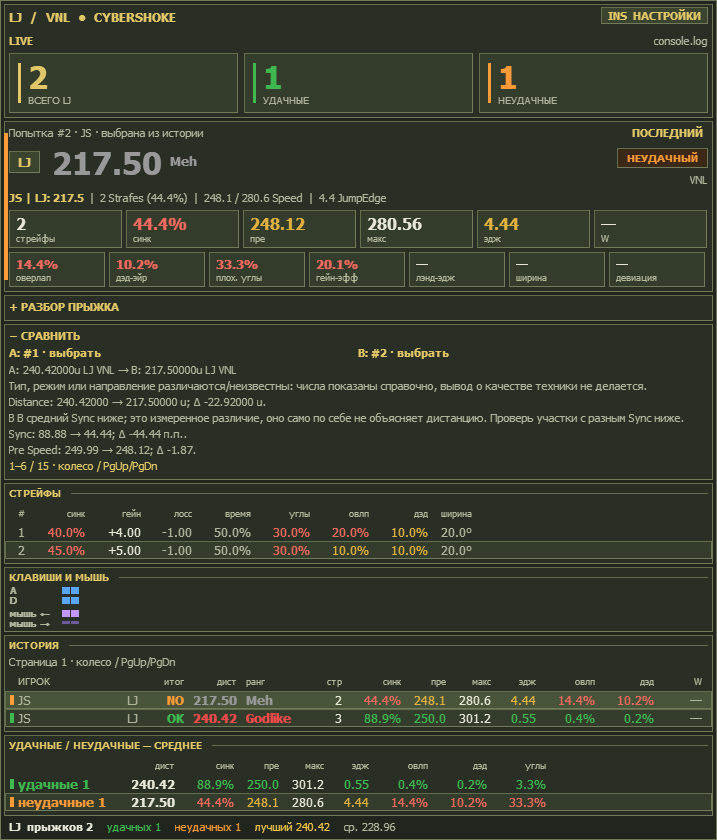 LJ / VNL • CYBERSHOKE
INS НАСТРОЙКИ
LIVE
console.log
2
ВСЕГО LJ
1
УДАЧНЫЕ
1
НЕУДАЧНЫЕ
Попытка #2 · JS · выбрана из истории
ПОСЛЕДНИЙ
LJ 217.50 Meh
НЕУДАЧНЫЙ
VNL
JS | LJ: 217.5 | 2 Strafes (44.4%) | 248.1 / 280.6 Speed | 4.4 JumpEdge
2 44.4% 248.12 280.56 4.44 —
стрейфы синк пре макс эдж W
14.4% 10.2% 33.3% 20.1% — — —
оверлап дэд-эйр плох. углы гейн-эфф лэнд-эдж ширина девиация
+ РАЗБОР ПРЫЖКА
— СРАВНИТЬ
A: #1 · выбрать B: #2 · выбрать
A: 240.42000u LJ VNL → B: 217.50000u LJ VNL
Тип, режим или направление различаются/неизвестны: числа показаны справочно, вывод о качестве техники не делается.
Distance: 240.42000 → 217.50000 u; Δ -22.92000 u.
В B средний Sync ниже; это измеренное различие, оно само по себе не объясняет дистанцию. Проверь участки с разным Sync ниже.
Sync: 88.88 → 44.44; Δ -44.44 п.п..
Pre Speed: 249.99 → 248.12; Δ -1.87.
1–6 / 15 · колесо / PgUp/PgDn
СТРЕЙФЫ
# синк гейн лосс время углы овлп дэд ширина
1 40.0% +4.00 -1.00 50.0% 30.0% 20.0% 10.0% 20.0°
2 45.0% +5.00 -1.00 50.0% 30.0% 10.0% 10.0% 20.0°
КЛАВИШИ И МЫШЬ
A
D
мышь ←
мышь →
ИСТОРИЯ
Страница 1 · колесо / PgUp/PgDn
ИГРОК итог дист ранг стр синк пре макс эдж овлп дэд W
JS LJ NO 217.50 Meh 2 44.4% 248.1 280.6 4.44 14.4% 10.2% —
JS LJ OK 240.42 Godlike 3 88.9% 250.0 301.2 0.55 0.4% 0.2% —
УДАЧНЫЕ / НЕУДАЧНЫЕ — СРЕДНЕЕ
дист синк пре макс эдж овлп дэд углы
удачные 1 240.42 88.9% 250.0 301.2 0.55 0.4% 0.2% 3.3%
неудачные 1 217.50 44.4% 248.1 280.6 4.44 14.4% 10.2% 33.3%
LJ прыжков 2 удачных 1 неудачных 1 лучший 240.42 ср. 228.96